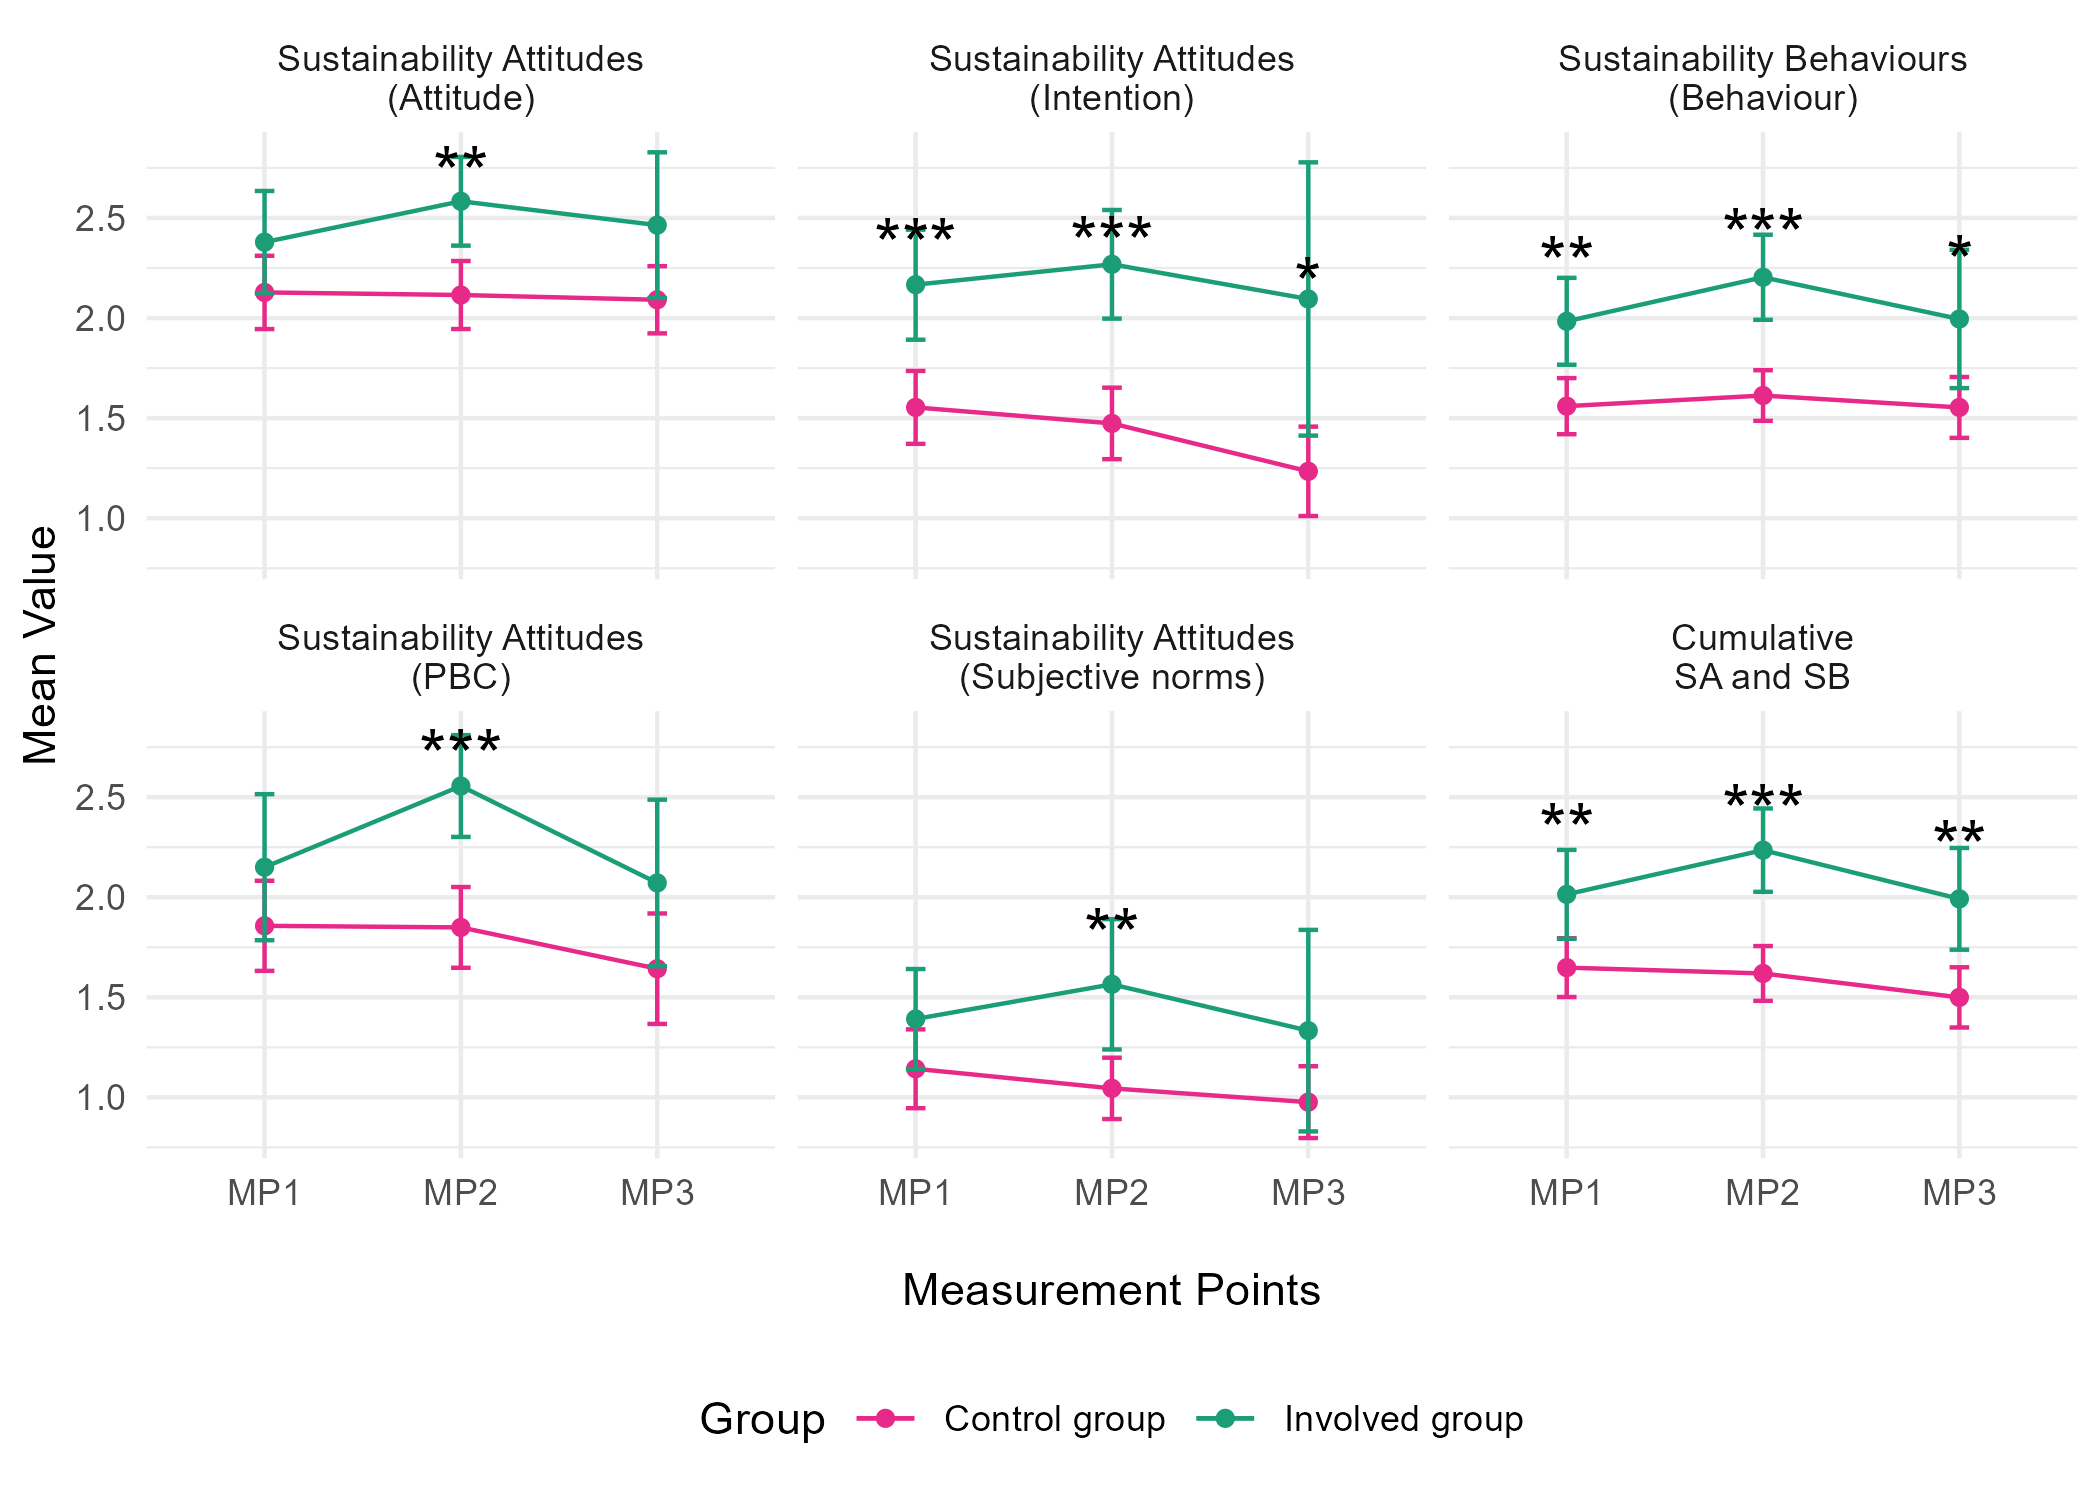 Sustainability Attitudes
(Attitude)
Sustainability Attitudes
(Intention)
Sustainability Behaviours
(Behaviour)
**
*** *** *
** *** *
2.5
2.0
1.5
1.0
Mean Value
Sustainability Attitudes
(PBC)
Sustainability Attitudes
(Subjective norms)
Cumulative
SA and SB
***
**
** *** **
2.5
2.0
1.5
1.0
MP1 MP2 MP3
MP1 MP2 MP3
MP1 MP2 MP3
Measurement Points
Group Control group Involved group